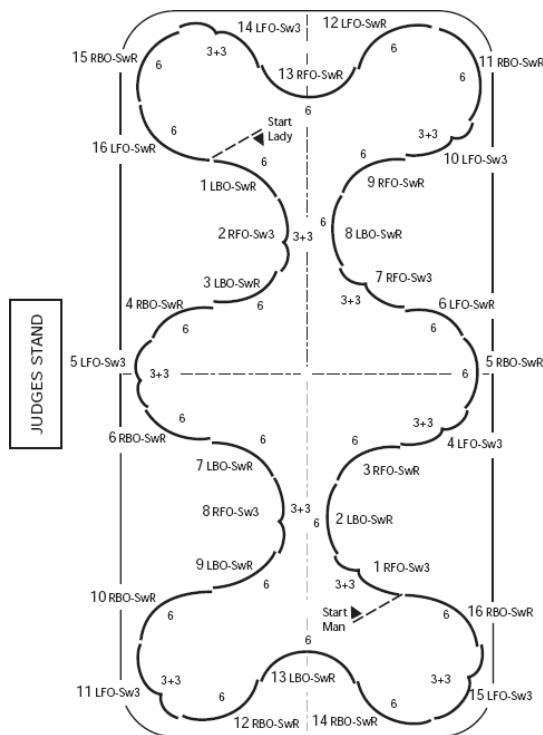 14 LFO-Sw3
12 LFO-SwR
3+3
6
15 RBO-SwR
6
13 RFO-SwR
6
11 RBO-SwR
6
Start
Lady
6
3+3
16 LFO-SwR
6
10 LFO-Sw3
6
9 RFO-SwR
1 LBO-SwR
6
2 RFO-Sw3
3+3
6
8 LBO-SwR
7 RFO-Sw3
3 LBO-SwR
3+3
4 RBO-SwR
6
6 LFO-SwR
6
6
5 LFO-Sw3
3+3
6
5 RBO-SwR
JUDGES STAND
6
3+3
4 LFO-Sw3
6 RBO-SwR
6
6
7 LBO-SwR
3 RFO-SwR
8 RFO-Sw3
3+3
6
2 LBO-SwR
9 LBO-SwR
1 RFO-Sw3
6
3+3
10 RBO-SwR
Start
Man
16 RBO-SwR
6
6
6
3+3
13 LBO-SwR
3+3
11 LFO-Sw3
6
6
15 LFO-Sw3
12 RBO-SwR
14 RBO-SwR